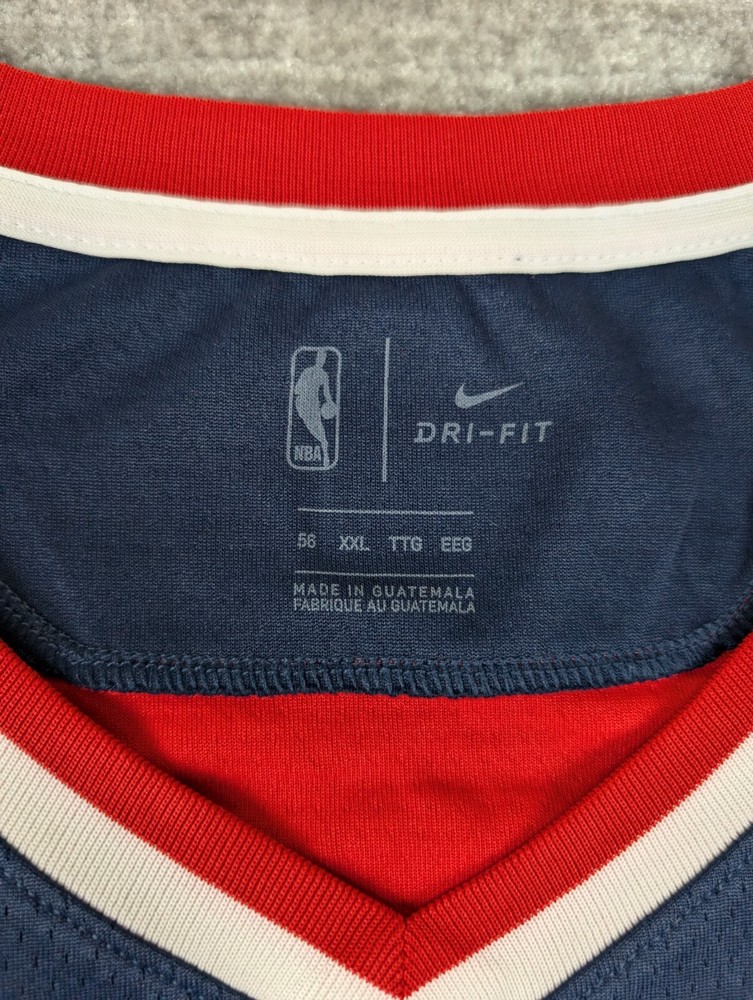 NBA
DRI-FIT
56 XXL TTG EEG
MADE IN GUATEMALA
FABRIQUE AU GUATEMALA